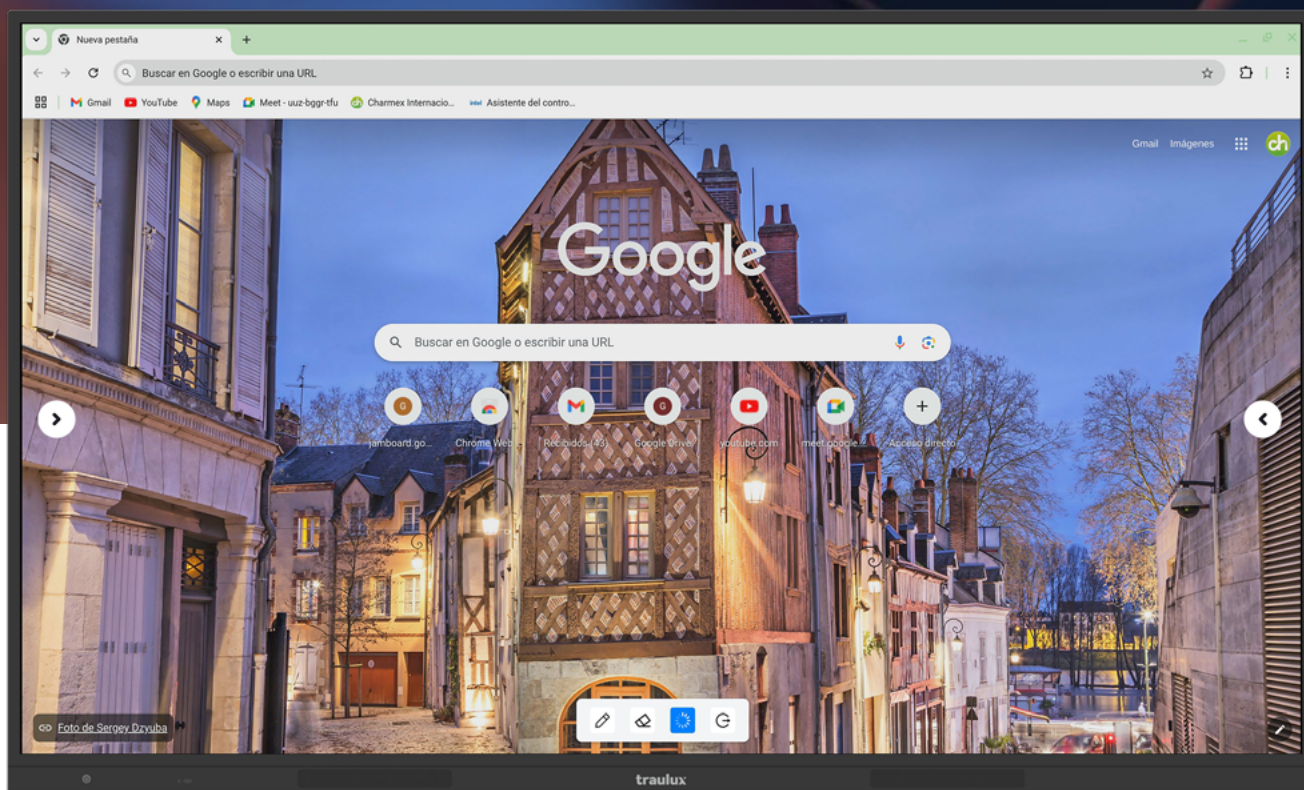 Nueva pestaña
Buscar en Google o escribir una URL
Gmail
YouTube
Maps
Meet - uuz-bggr-tfu
Charmex Internacio...
intel
Asistente del contro...
Gmail
Imágenes
ch
Google
Buscar en Google o escribir una URL
G
G
jamboard.go...
Chrome Web...
Recibidos (43)
Google Drive
youtube.com
meet.google....
Acceso directo
Foto de Sergey Dzyuba
traulux